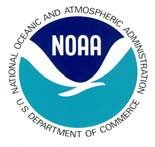 NATIONAL OCEANIC AND ATMOSPHERIC ADMINISTRATION
NOAA
U.S. DEPARTMENT OF COMMERCE